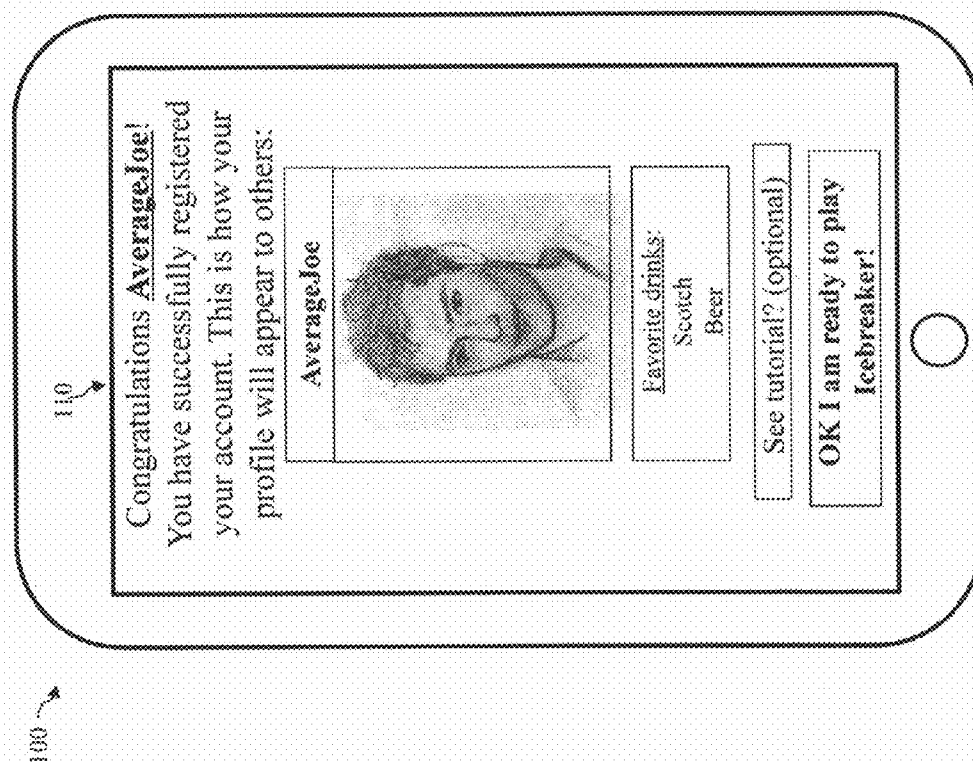 100
110
Congratulations AverageJoe!
You have successfully registered
your account. This is how your
profile will appear to others:
AverageJoe
Favorite drinks:
Scotch
Beer
See tutorial? (optional)
OK I am ready to play
Icebreaker!